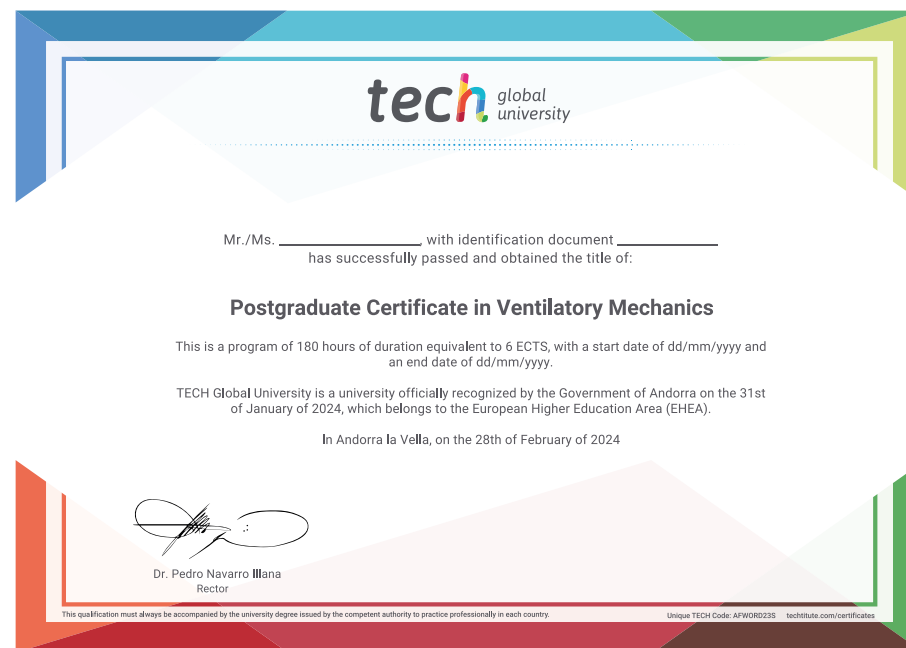 tech global
university
Mr./Ms. ____________, with identification document ____________
has successfully passed and obtained the title of:
Postgraduate Certificate in Ventilatory Mechanics
This is a program of 180 hours of duration equivalent to 6 ECTS, with a start date of dd/mm/yyyy and
an end date of dd/mm/yyyy.
TECH Global University is a university officially recognized by the Government of Andorra on the 31st
of January of 2024, which belongs to the European Higher Education Area (EHEA).
In Andorra la Vella, on the 28th of February of 2024
Dr. Pedro Navarro Illana
Rector
This qualification must always be accompanied by the university degree issued by the competent authority to practice professionally in each country.
Unique TECH Code: AFWORD23S techtitute.com/certificates